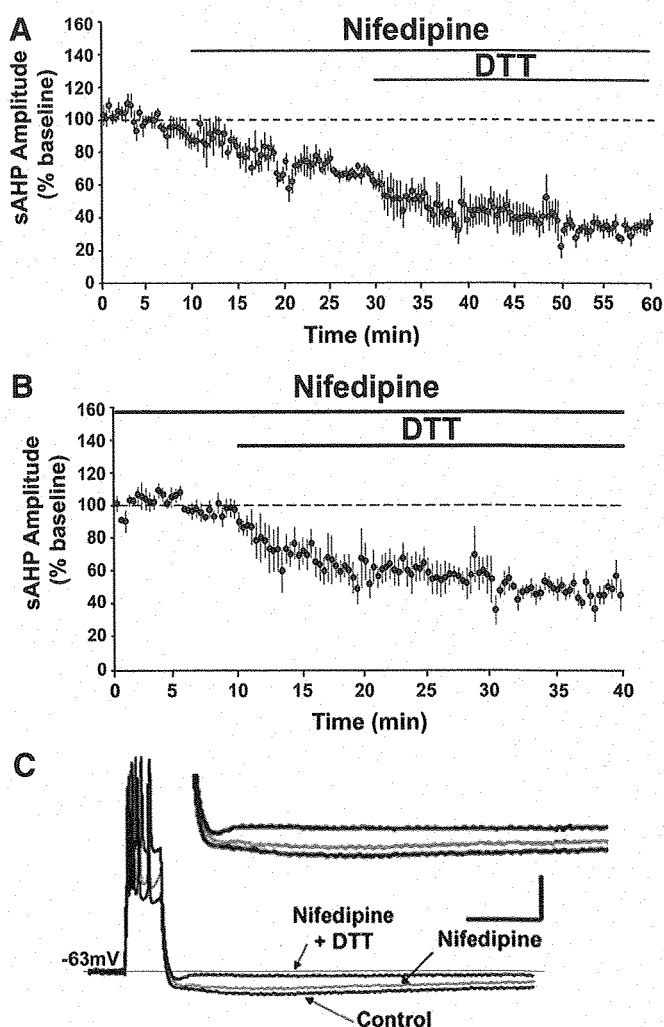 A
Nifedipine
DTT
sAHP Amplitude
(% baseline)
160
140
120
100
80
60
40
20
0
0 5 10 15 20 25 30 35 40 45 50 55 60
Time (min)
B
Nifedipine
DTT
sAHP Amplitude
(% baseline)
160
140
120
100
80
60
40
20
0
0 5 10 15 20 25 30 35 40
Time (min)
C
Nifedipine
+ DTT
Nifedipine
-63mV
Control